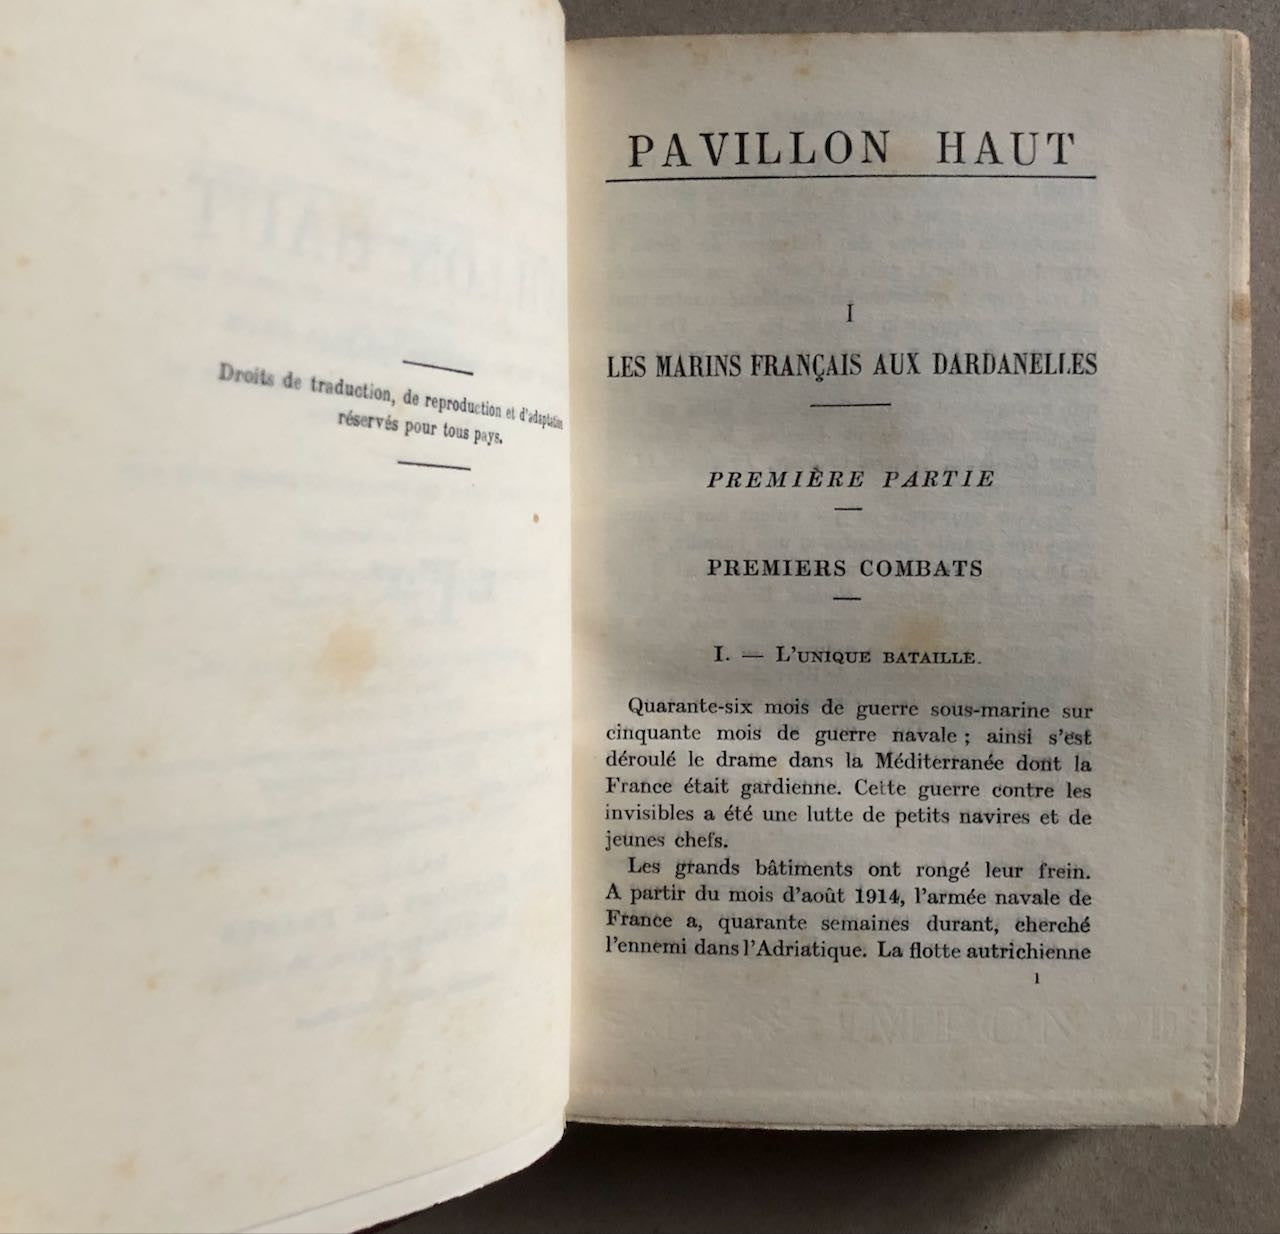 Droits de traduction, de reproduction et d'adaptation
réservés pour tous pays.
PAVILLON HAUT
I
LES MARINS FRANÇAIS AUX DARDANELLES
PREMIÈRE PARTIE
PREMIERS COMBATS
I. — L'UNIQUE BATAILLE.
Quarante-six mois de guerre sous-marine sur
cinquante mois de guerre navale ; ainsi s'est
déroulé le drame dans la Méditerranée dont la
France était gardienne. Cette guerre contre les
invisibles a été une lutte de petits navires et de
jeunes chefs.
Les grands bâtiments ont rongé leur frein.
A partir du mois d'août 1914, l'armée navale de
France a, quarante semaines durant, cherché
l'ennemi dans l'Adriatique. La flotte autrichienne
1